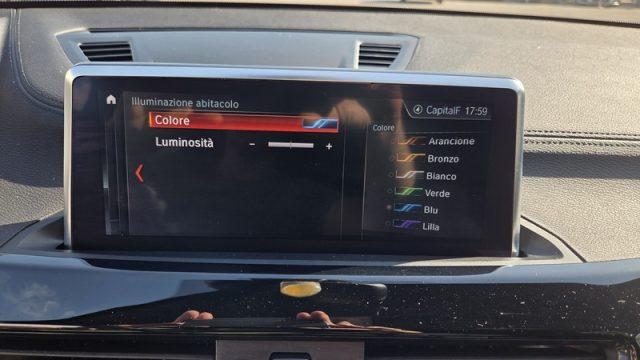 Illuminazione abitacolo
CapitalF 17:59
Colore
Luminosità - +
Colore
Arancione
Bronzo
Bianco
Verde
Blu
Lilla